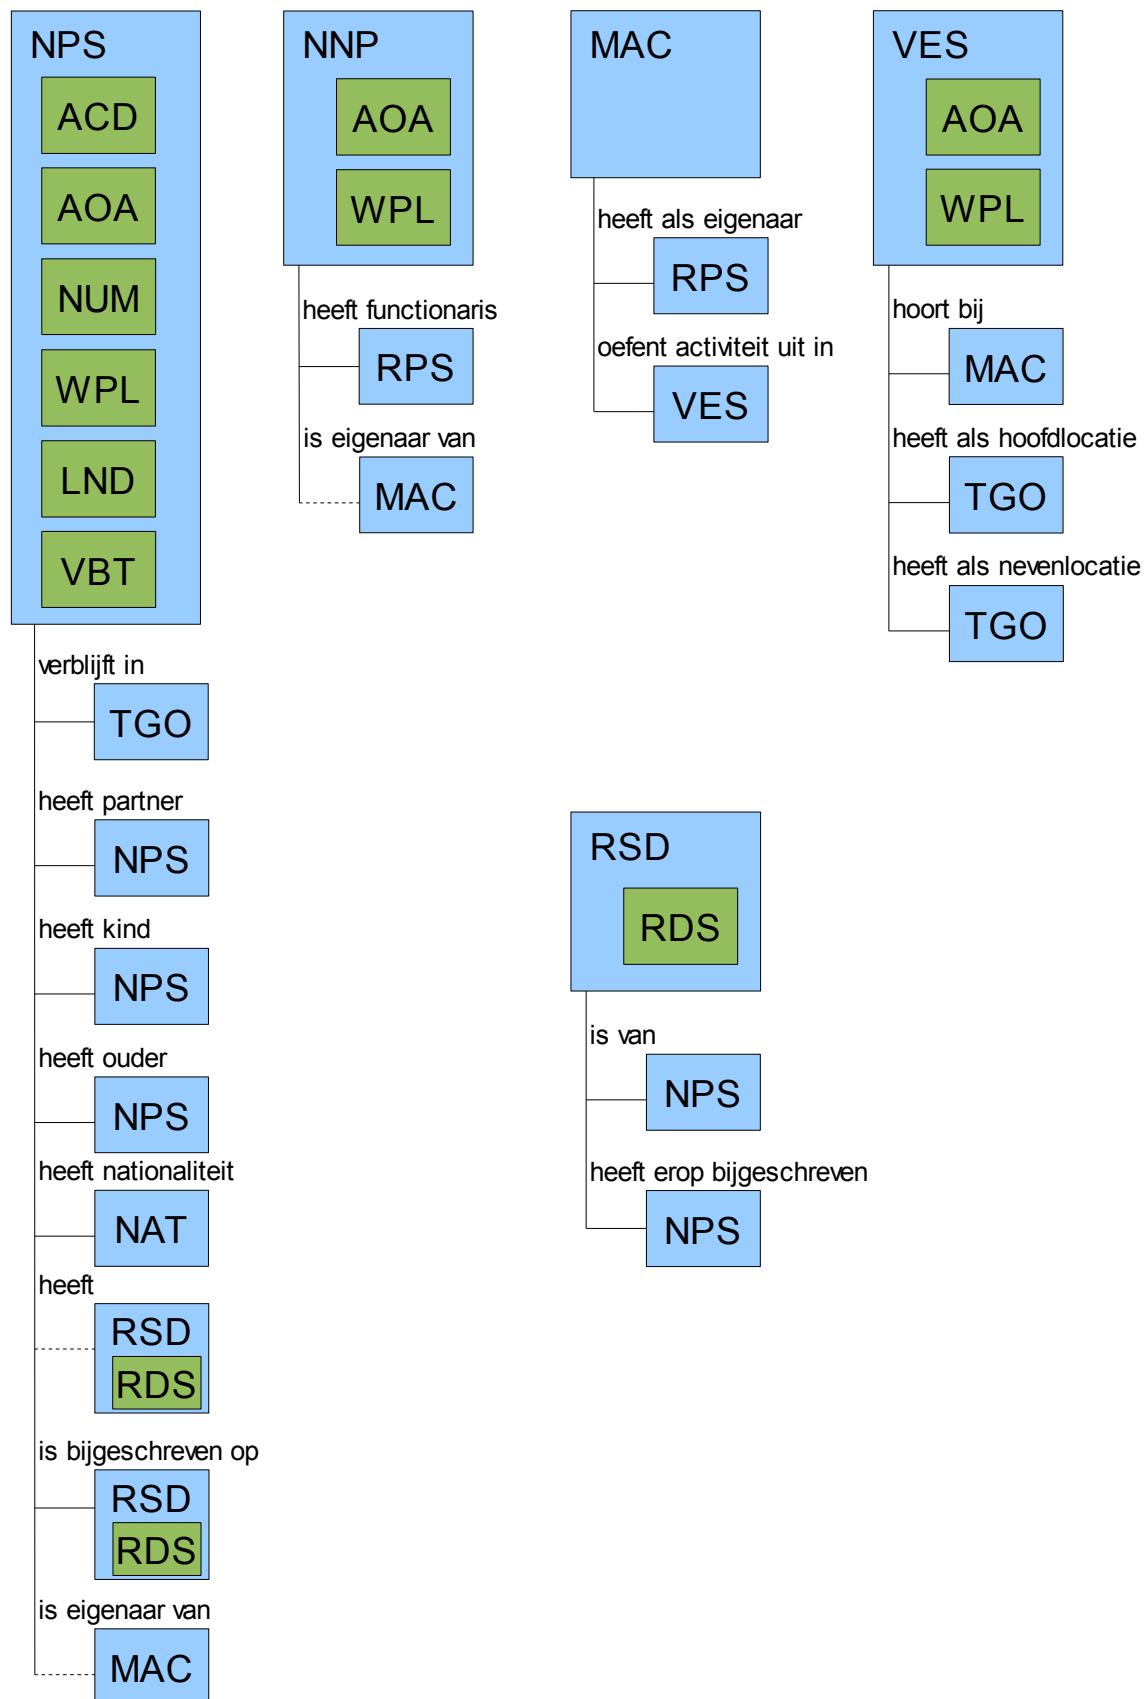 NPS
ACD
AOA
NUM
WPL
LND
VBT
verblijft in
TGO
heeft partner
NPS
heeft kind
NPS
heeft ouder
NPS
heeft nationaliteit
NAT
heeft
RSD
RDS
is bijgeschreven op
RSD
RDS
is eigenaar van
MAC
NNP
AOA
WPL
heeft functionaris
RPS
is eigenaar van
MAC
MAC
heeft als eigenaar
RPS
oefent activiteit uit in
VES
VES
AOA
WPL
hoort bij
MAC
heeft als hoofdlocatie
TGO
heeft als nevenlocatie
TGO
RSD
RDS
is van
NPS
heeft erop bijgeschreven
NPS